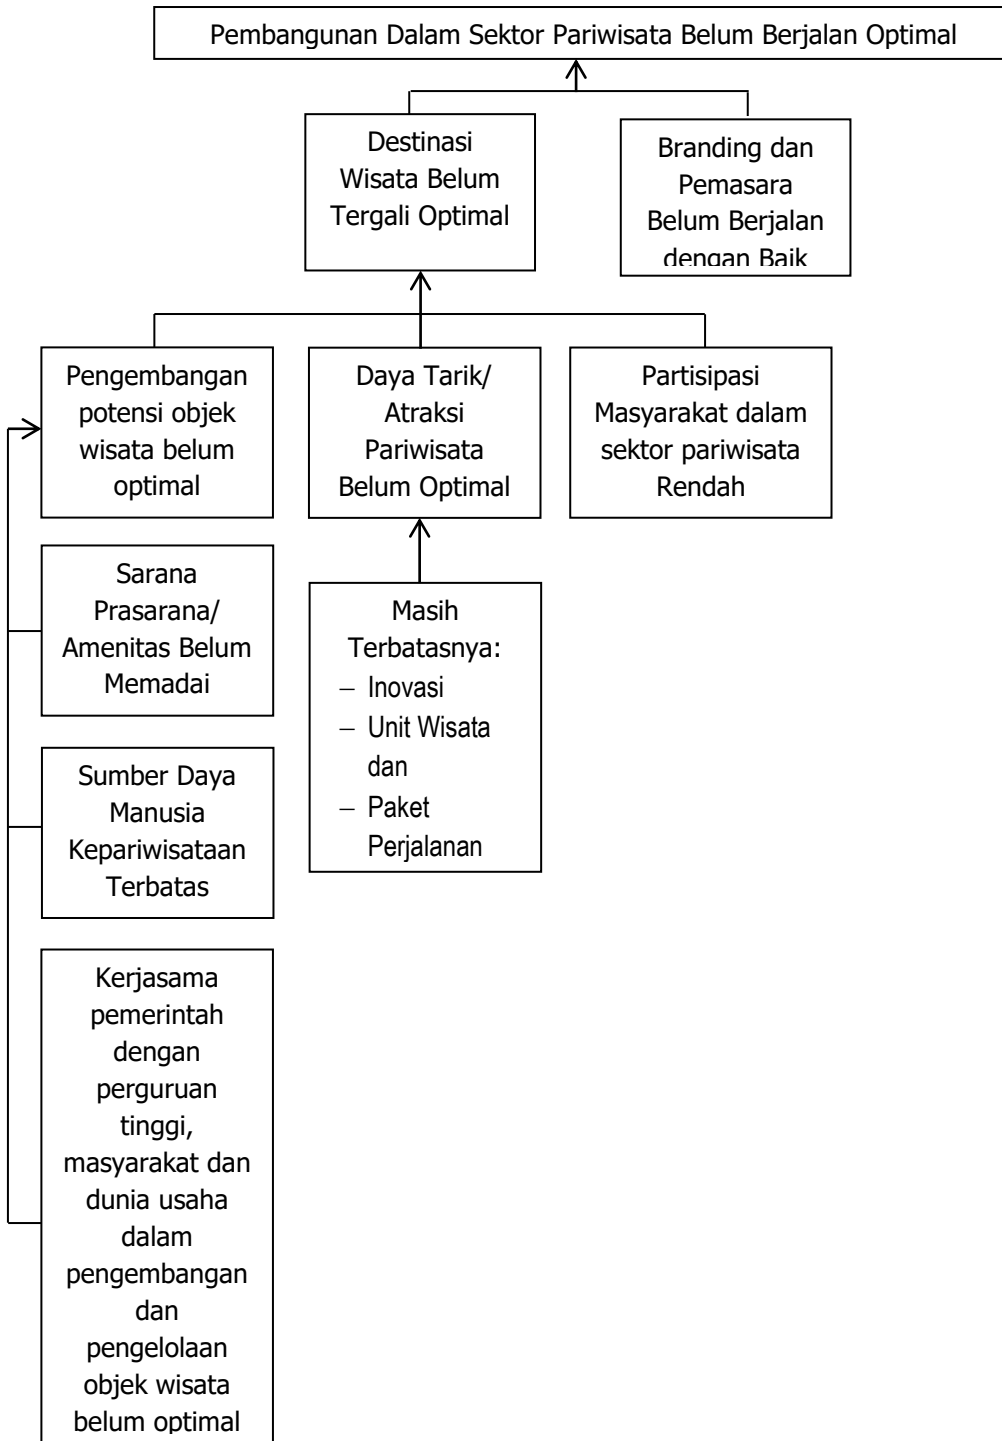 Pembangunan Dalam Sektor Pariwisata Belum Berjalan Optimal
Destinasi
Wisata Belum
Tergali Optimal
Branding dan
Pemasara
Belum Berjalan
dengan Baik
Pengembangan
potensi objek
wisata belum
optimal
Daya Tarik/
Atraksi
Pariwisata
Belum Optimal
Partisipasi
Masyarakat dalam
sektor pariwisata
Rendah
Sarana
Prasarana/
Amenitas Belum
Memadai
Masih
Terbatasnya:
– Inovasi
– Unit Wisata
dan
– Paket
Perjalanan
Sumber Daya
Manusia
Kepariwisataan
Terbatas
Kerjasama
pemerintah
dengan
perguruan
tinggi,
masyarakat dan
dunia usaha
dalam
pengembangan
dan
pengelolaan
objek wisata
belum optimal